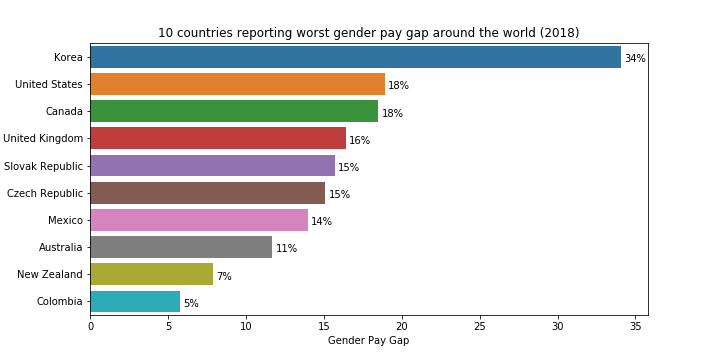 10 countries reporting worst gender pay gap around the world (2018)
Korea 34%
United States 18%
Canada 18%
United Kingdom 16%
Slovak Republic 15%
Czech Republic 15%
Mexico 14%
Australia 11%
New Zealand 7%
Colombia 5%
0 5 10 15 20 25 30 35
Gender Pay Gap